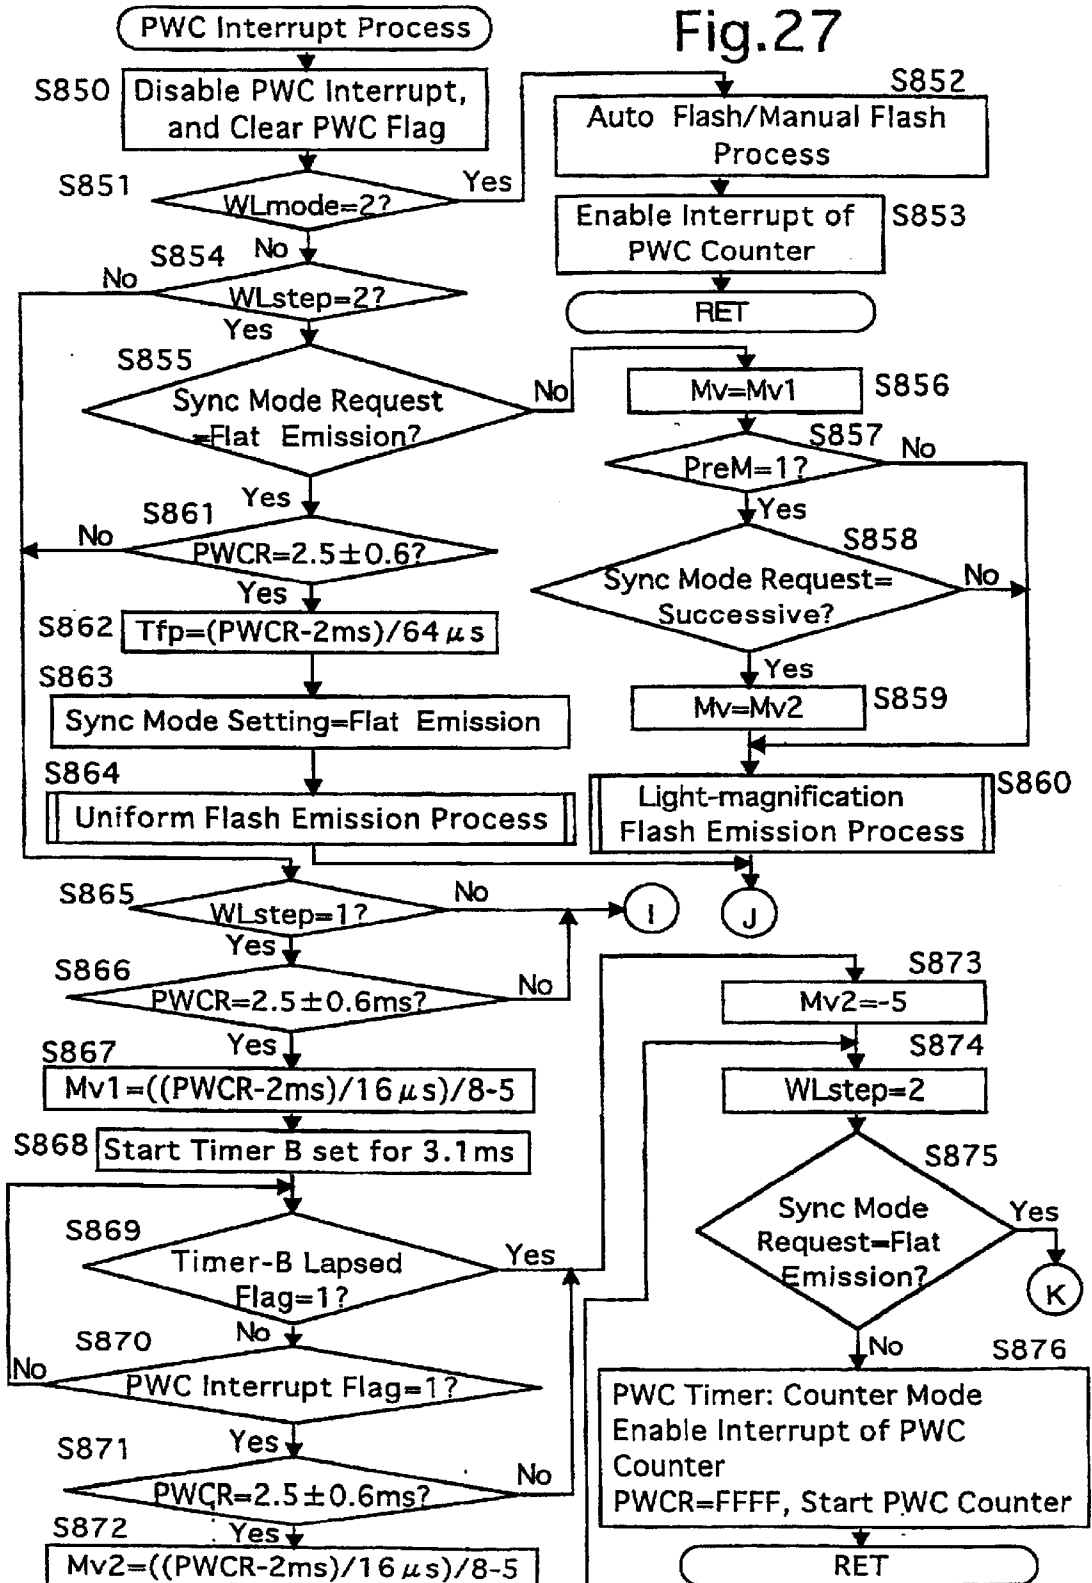 Fig.27
PWC Interrupt Process
S850
Disable PWC Interrupt,
and Clear PWC Flag
S851
WLmode=2?
Yes
No
S852
Auto Flash/Manual Flash
Process
Enable Interrupt of
PWC Counter
S853
RET
S854
No
WLstep=2?
Yes
S855
Sync Mode Request
=Flat Emission?
No
Yes
Mv=Mv1
S856
S857
PreM=1?
No
Yes
S858
Sync Mode Request=
Successive?
No
Yes
Mv=Mv2
S859
S860
Light-magnification
Flash Emission Process
S861
No
PWCR=2.5±0.6?
Yes
S862
Tfp=(PWCR-2ms)/64μs
S863
Sync Mode Setting=Flat Emission
S864
Uniform Flash Emission Process
J
S865
WLstep=1?
No
I
Yes
S866
PWCR=2.5±0.6ms?
No
Yes
S867
Mv1=((PWCR-2ms)/16μs)/8-5
S868
Start Timer B set for 3.1ms
S869
Timer-B Lapsed
Flag=1?
Yes
No
S870
No
PWC Interrupt Flag=1?
Yes
S871
PWCR=2.5±0.6ms?
No
Yes
S872
Mv2=((PWCR-2ms)/16μs)/8-5
S873
Mv2=-5
S874
WLstep=2
S875
Sync Mode
Request=Flat
Emission?
Yes
K
No
S876
PWC Timer: Counter Mode
Enable Interrupt of PWC
Counter
PWCR=FFFF, Start PWC Counter
RET